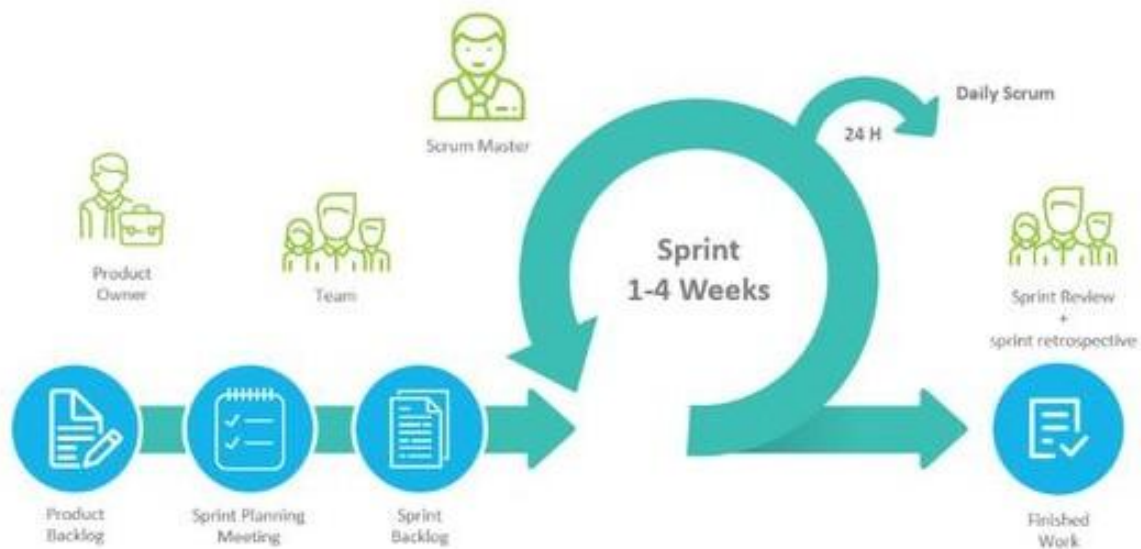 Scrum Master
Daily Scrum
24 H
Product
Owner
Team
Sprint
1-4 Weeks
Sprint Review
+
sprint retrospective
Product
Backlog
Sprint Planning
Meeting
Sprint
Backlog
Finished
Work